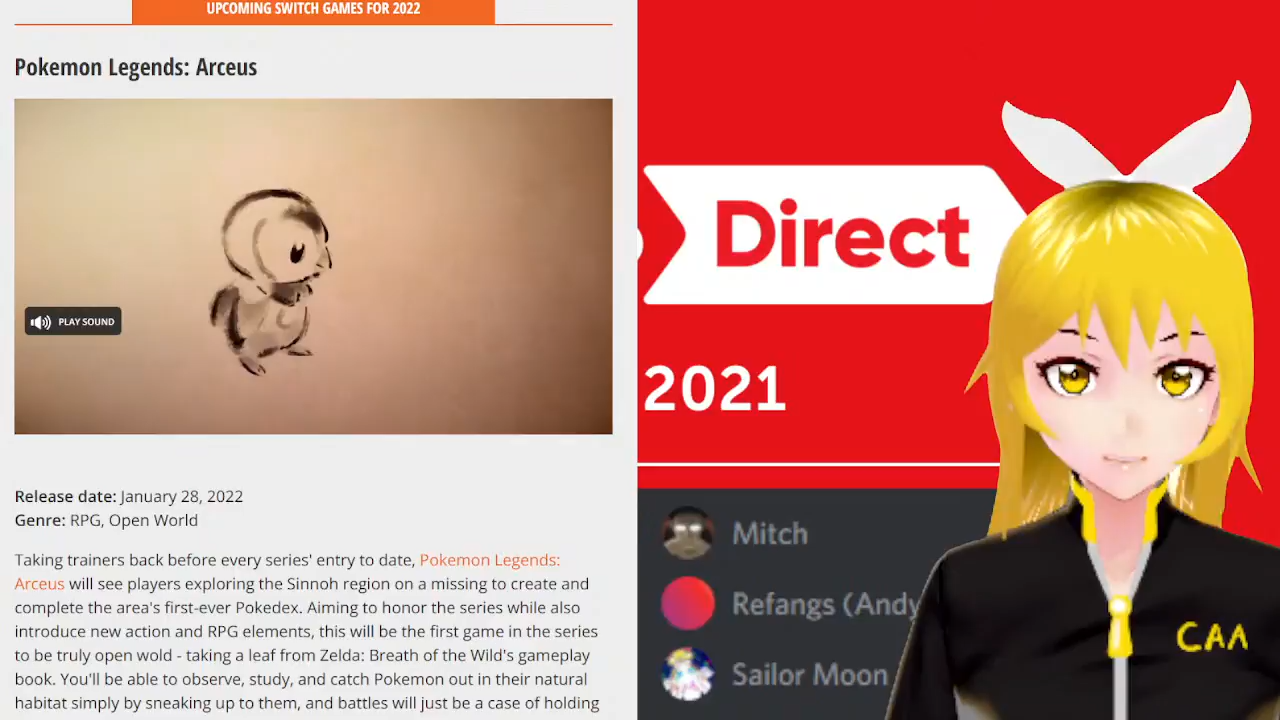 UPCOMING SWITCH GAMES FOR 2022
Pokemon Legends: Arceus
PLAY SOUND
Release date: January 28, 2022
Genre: RPG, Open World
Taking trainers back before every series' entry to date, Pokemon Legends:
Arceus will see players exploring the Sinnoh region on a missing to create and
complete the area's first-ever Pokedex. Aiming to honor the series while also
introduce new action and RPG elements, this will be the first game in the series
to be truly open wold - taking a leaf from Zelda: Breath of the Wild's gameplay
book. You'll be able to observe, study, and catch Pokemon out in their natural
habitat simply by sneaking up to them, and battles will just be a case of holding
Direct
2021
Mitch
Refangs (Andy
Sailor Moon
CAA